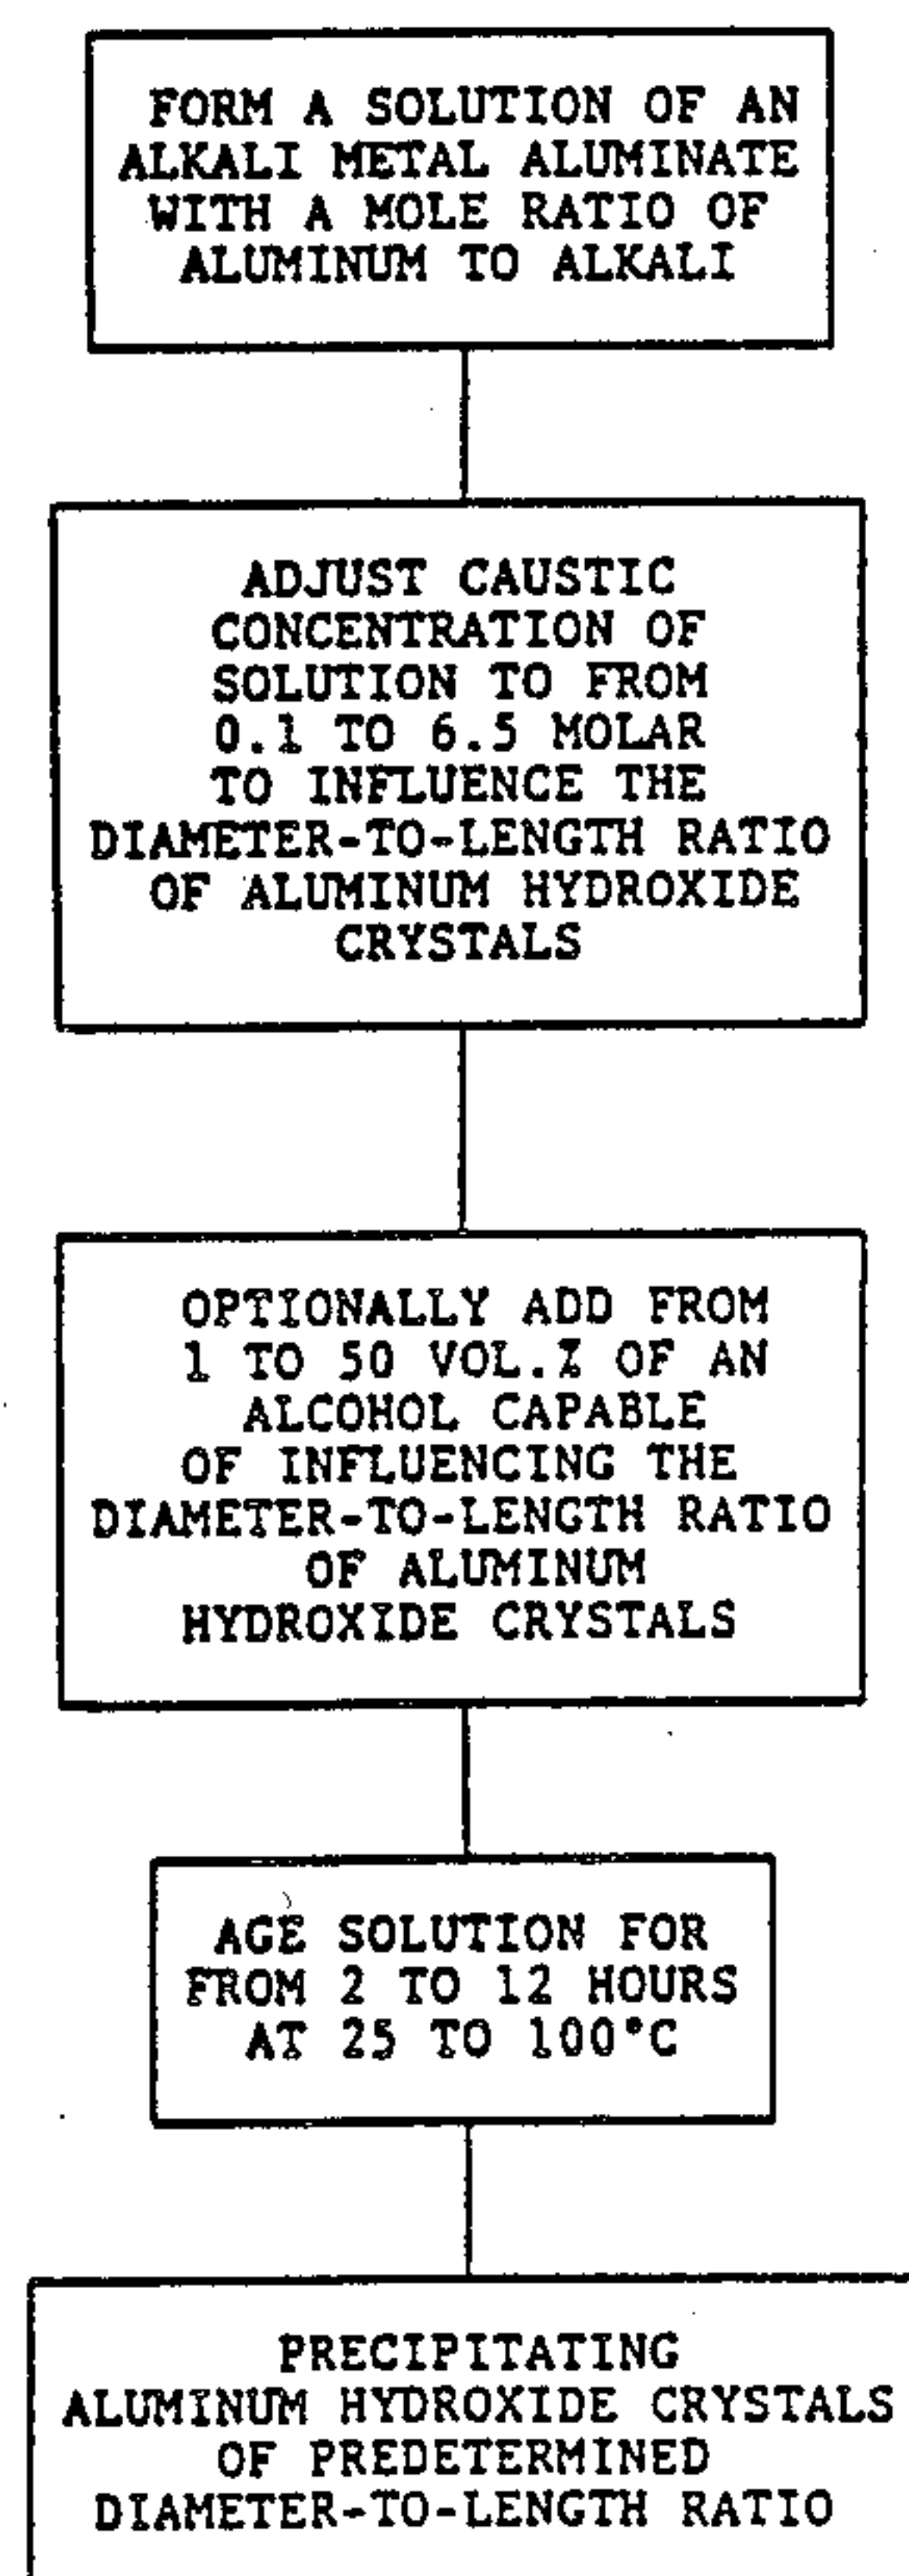 FORM A SOLUTION OF AN
ALKALI METAL ALUMINATE
WITH A MOLE RATIO OF
ALUMINUM TO ALKALI
ADJUST CAUSTIC
CONCENTRATION OF
SOLUTION TO FROM
0.1 TO 6.5 MOLAR
TO INFLUENCE THE
DIAMETER-TO-LENGTH RATIO
OF ALUMINUM HYDROXIDE
CRYSTALS
OPTIONALLY ADD FROM
1 TO 50 VOL.% OF AN
ALCOHOL CAPABLE
OF INFLUENCING THE
DIAMETER-TO-LENGTH RATIO
OF ALUMINUM
HYDROXIDE CRYSTALS
AGE SOLUTION FOR
FROM 2 TO 12 HOURS
AT 25 TO 100°C
PRECIPITATING
ALUMINUM HYDROXIDE CRYSTALS
OF PREDETERMINED
DIAMETER-TO-LENGTH RATIO